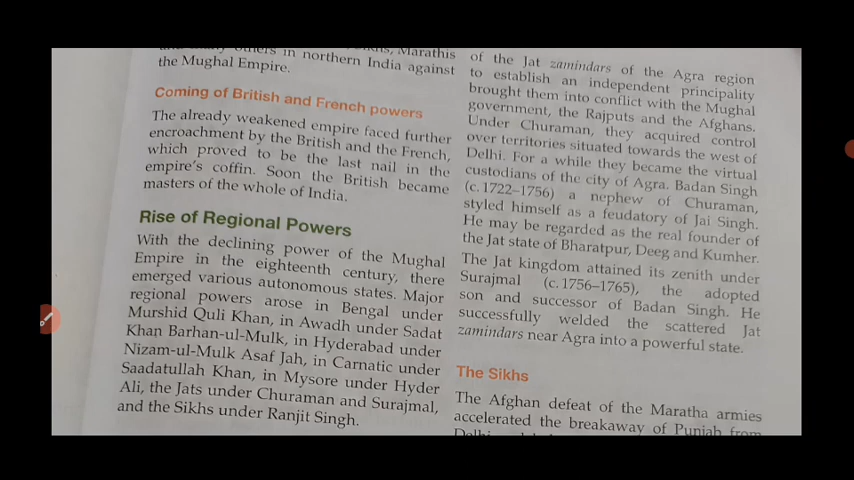 others in northern India against
the Mughal Empire.
Coming of British and French powers
The already weakened empire faced further
encroachment by the British and the French,
which proved to be the last nail in the
empire's coffin. Soon the British became
masters of the whole of India.
Rise of Regional Powers
With the declining power of the Mughal
Empire in the eighteenth century, there
emerged various autonomous states. Major
regional powers arose in Bengal under
Murshid Quli Khan, in Awadh under Sadat
Khan Barhan-ul-Mulk, in Hyderabad under
Nizam-ul-Mulk Asaf Jah, in Carnatic under
Saadatullah Khan, in Mysore under Hyder
Ali, the Jats under Churaman and Surajmal,
and the Sikhs under Ranjit Singh.
of the Jat zamindars of the Agra region
to establish an independent principality
brought them into conflict with the Mughal
government, the Rajputs and the Afghans.
Under Churaman, they acquired control
over territories situated towards the west of
Delhi. For a while they became the virtual
custodians of the city of Agra. Badan Singh
(c. 1722–1756) a nephew of Churaman,
styled himself as a feudatory of Jai Singh.
He may be regarded as the real founder of
the Jat state of Bharatpur, Deeg and Kumher.
The Jat kingdom attained its zenith under
Surajmal (c. 1756–1765), the adopted
son and successor of Badan Singh. He
successfully welded the scattered Jat
zamindars near Agra into a powerful state.
The Sikhs
The Afghan defeat of the Maratha armies
accelerated the breakaway of Punjab from